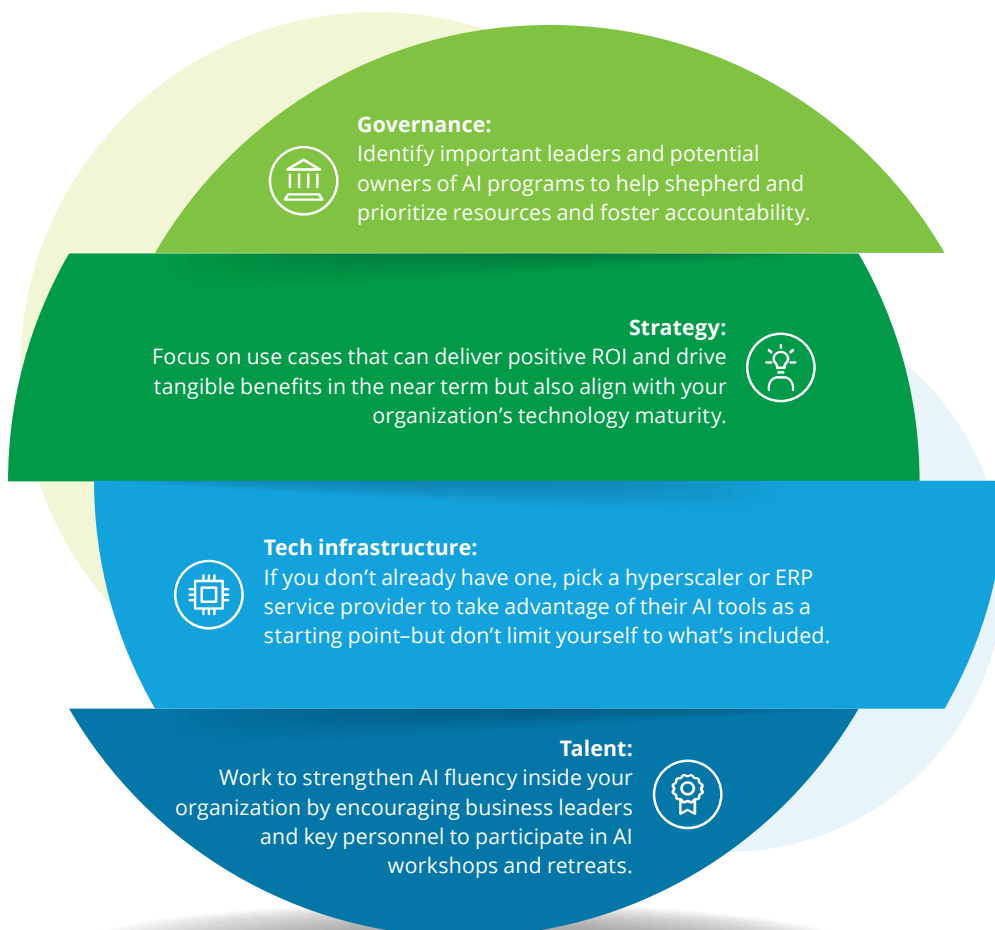 Governance:
Identify important leaders and potential
owners of AI programs to help shepherd and
prioritize resources and foster accountability.
Strategy:
Focus on use cases that can deliver positive ROI and drive
tangible benefits in the near term but also align with your
organization’s technology maturity.
Tech infrastructure:
If you don’t already have one, pick a hyperscaler or ERP
service provider to take advantage of their AI tools as a
starting point–but don’t limit yourself to what’s included.
Talent:
Work to strengthen AI fluency inside your
organization by encouraging business leaders
and key personnel to participate in AI
workshops and retreats.